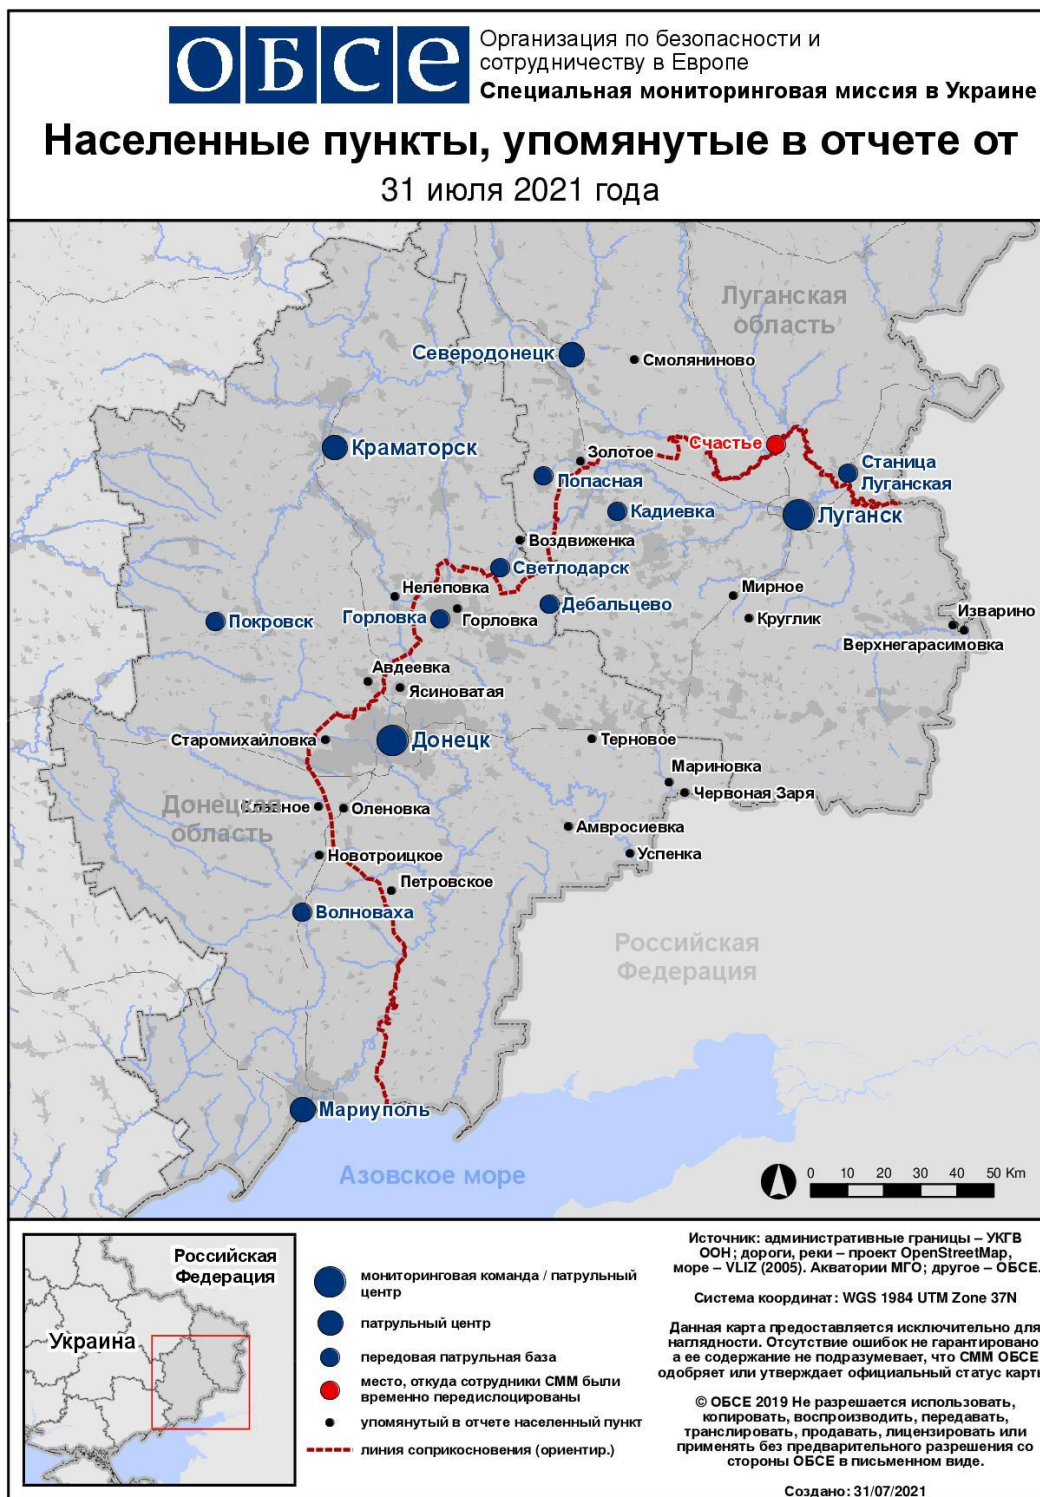 ОБСЕ
Организация по безопасности и
сотрудничеству в Европе
Специальная мониторинговая миссия в Украине
Населенные пункты, упомянутые в отчете от
31 июля 2021 года
Луганская
область
Северодонецк
Смоляниново
Краматорск
Счастье
Золотое
Станица
Луганская
Попасная
Кадиевка
Луганск
Воздвиженка
Светлодарск
Нелеповка
Мирное
Дебальцево
Изварино
Покровск
Горловка
Горловка
Круглик
Верхнегарасимовка
Авдеевка
Ясиноватая
Старомихайловка
Донецк
Терновое
Мариновка
Червоная Заря
Донецкая
область
Оленовка
Амвросиевка
Новотроицкое
Успенка
Петровское
Волноваха
Российская
Федерация
Мариуполь
Азовское море
0 10 20 30 40 50 Km
Российская
Федерация
Украина
мониторинговая команда / патрульный
центр
патрульный центр
передовая патрульная база
место, откуда сотрудники СММ были
временно передислоцированы
упомянутый в отчете населенный пункт
линия соприкосновения (ориентир.)
Источник: административные границы – УКГВ
ООН; дороги, реки – проект OpenStreetMap,
море – VLIZ (2005). Акватории МГО; другое – ОБСЕ.
Система координат: WGS 1984 UTM Zone 37N
Данная карта предоставляется исключительно для
наглядности. Отсутствие ошибок не гарантировано
а ее содержание не подразумевает, что СММ ОБСЕ
одобряет или утверждает официальный статус карт
© ОБСЕ 2019 Не разрешается использовать,
копировать, воспроизводить, передавать,
транслировать, продавать, лицензировать или
применять без предварительного разрешения со
стороны ОБСЕ в письменном виде.
Создано: 31/07/2021